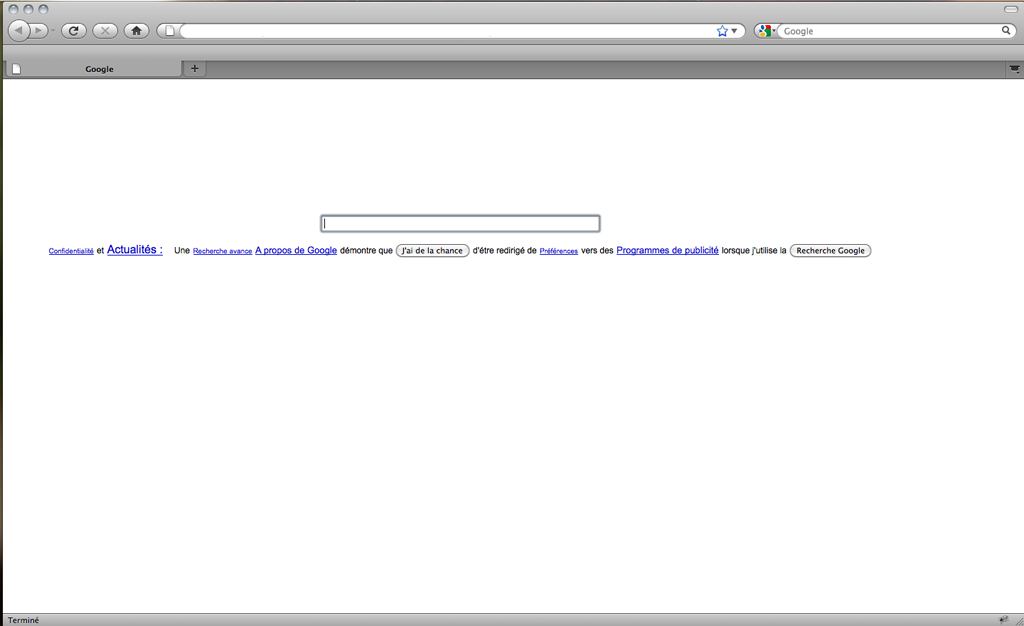 Google
Google
Confidentialité et Actualités : Une Recherche avance A propos de Google démontre que J'ai de la chance d'être redirigé de Préférences vers des Programmes de publicité lorsque j'utilise la Recherche Google
Terminé